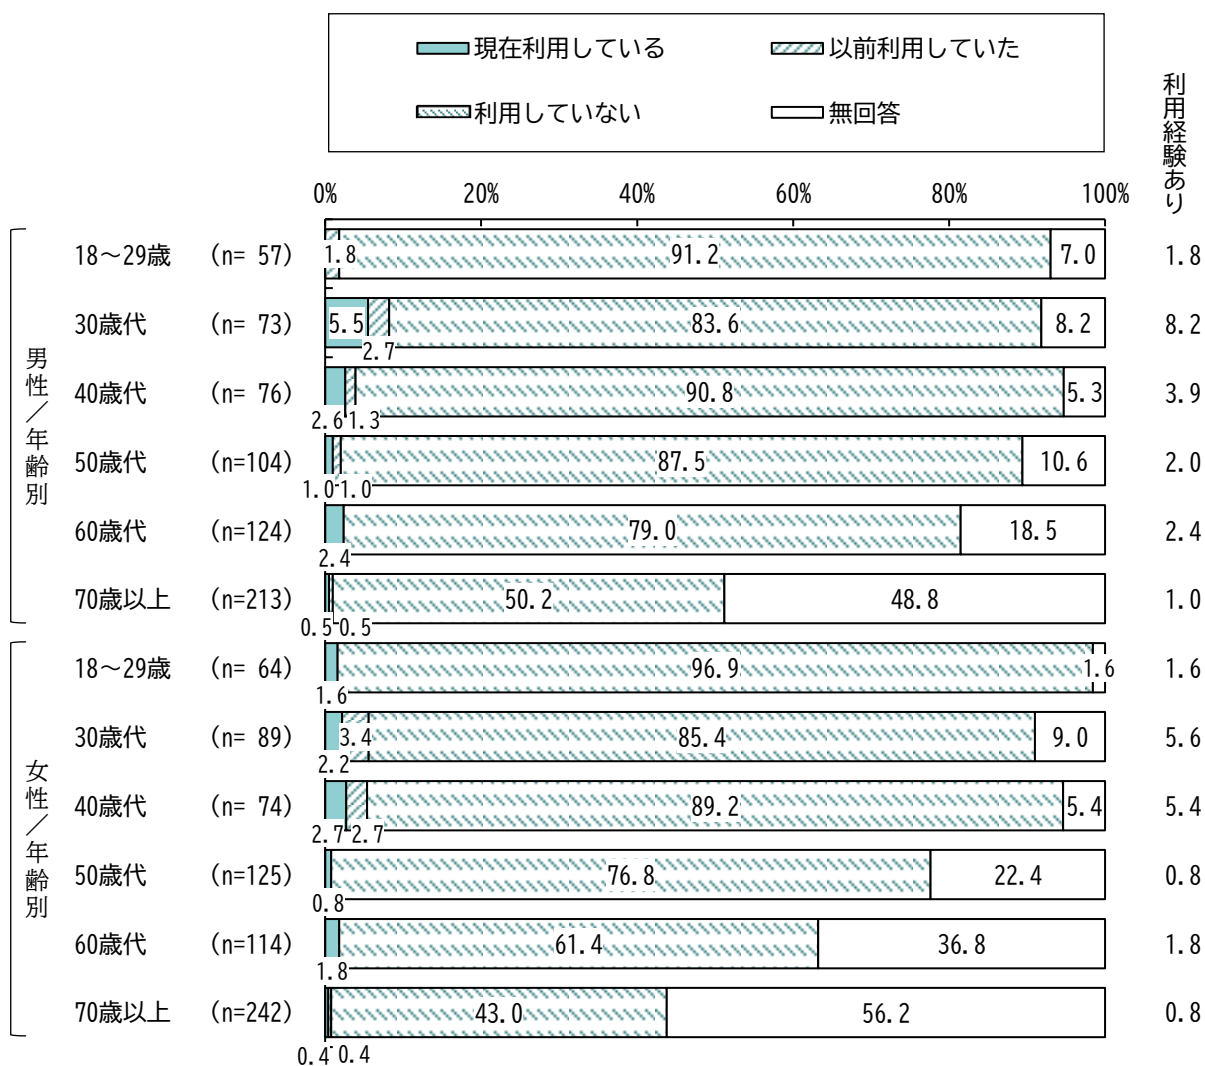 現在利用している 以前利用していた
利用していない 無回答
利用経験あり
0% 20% 40% 60% 80% 100%
男性／年齢別
18～29歳 (n= 57) 1.8 91.2 7.0 1.8
30歳代 (n= 73) 5.5 2.7 83.6 8.2 8.2
40歳代 (n= 76) 2.6 1.3 90.8 5.3 3.9
50歳代 (n=104) 1.0 1.0 87.5 10.6 2.0
60歳代 (n=124) 2.4 79.0 18.5 2.4
70歳以上 (n=213) 0.5 0.5 50.2 48.8 1.0
女性／年齢別
18～29歳 (n= 64) 1.6 96.9 1.6 1.6
30歳代 (n= 89) 2.2 3.4 85.4 9.0 5.6
40歳代 (n= 74) 2.7 2.7 89.2 5.4 5.4
50歳代 (n=125) 0.8 76.8 22.4 0.8
60歳代 (n=114) 1.8 61.4 36.8 1.8
70歳以上 (n=242) 0.4 0.4 43.0 56.2 0.8